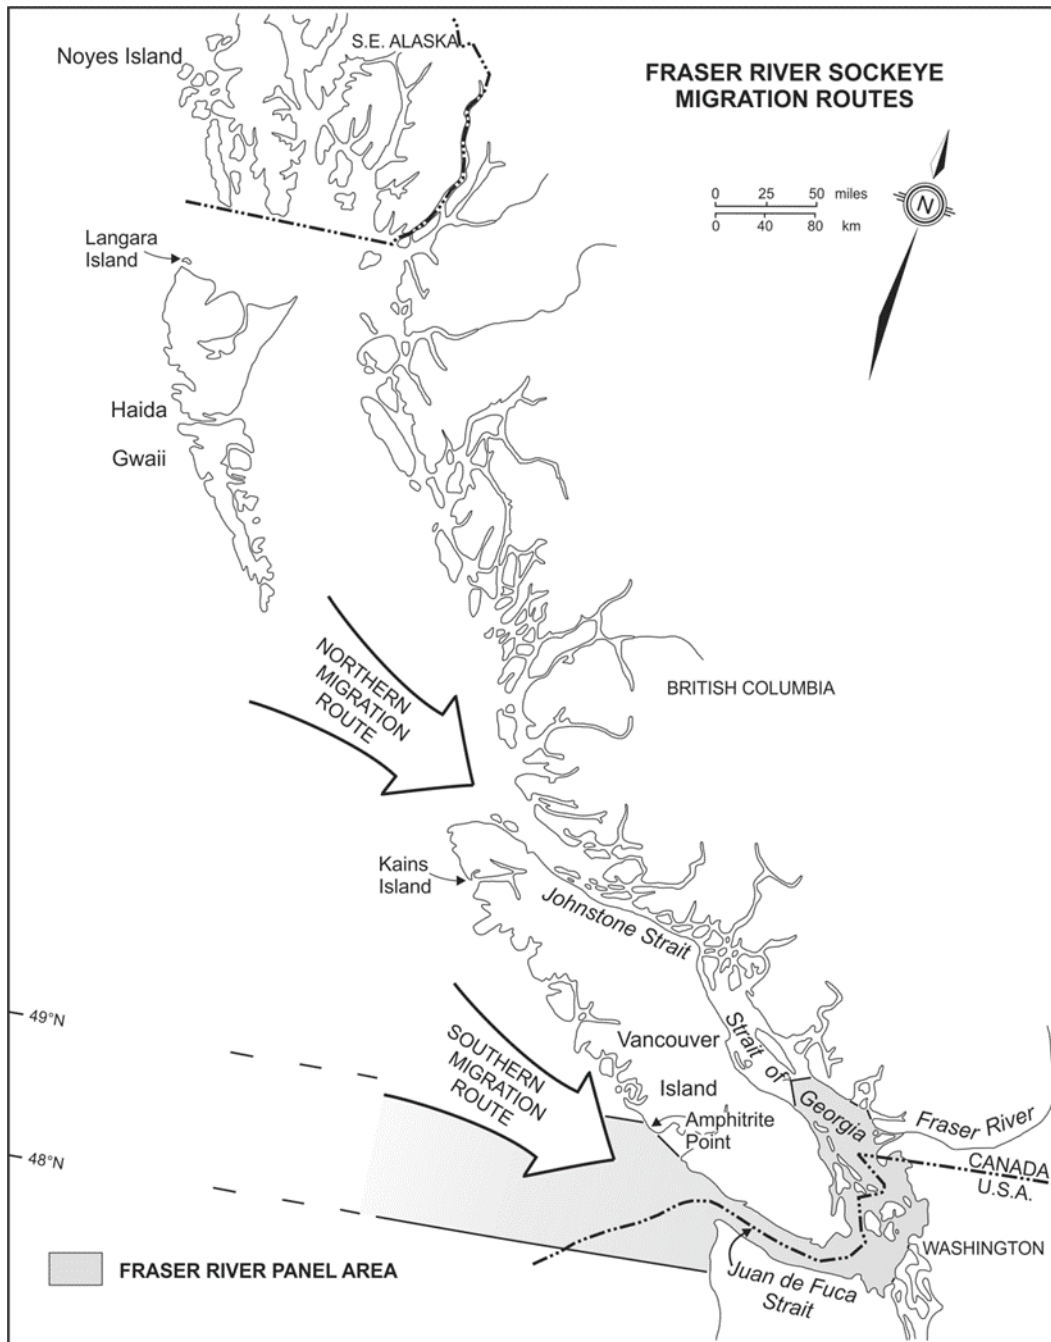 Noyes Island
S.E. ALASKA
FRASER RIVER SOCKEYE
MIGRATION ROUTES
0 25 50 miles
0 40 80 km
N
Langara
Island
Haida
Gwaii
NORTHERN
MIGRATION
ROUTE
BRITISH COLUMBIA
Kains
Island
Johnstone Strait
49°N
SOUTHERN
MIGRATION
ROUTE
Vancouver
Island
Strait of
Georgia
Amphitrite
Point
Fraser River
CANADA
U.S.A.
48°N
WASHINGTON
Juan de Fuca
Strait
FRASER RIVER PANEL AREA